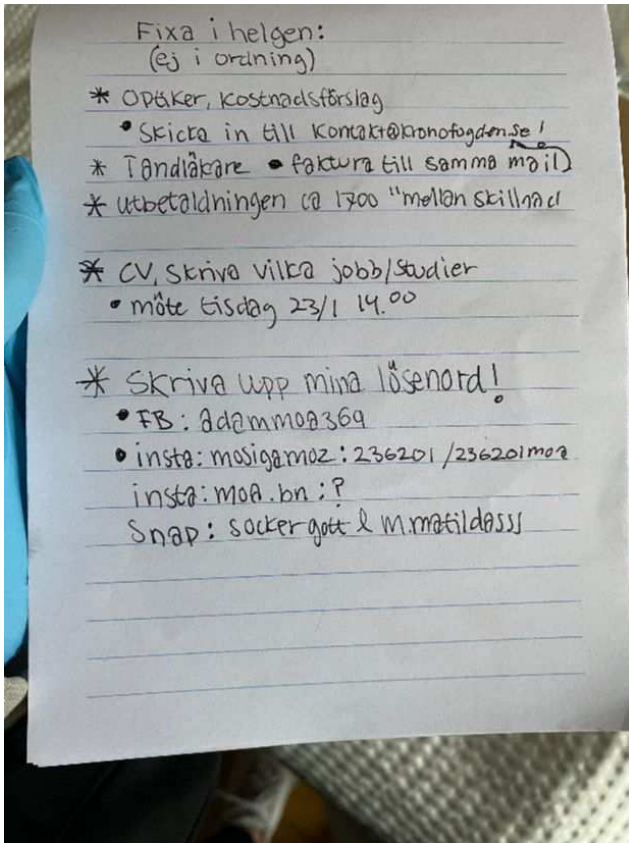 Fixa i helgen:
(ej i ordning)
* Optiker, kostnadsförslag
• Skicka in till kontakt@kronofogden.se!
* Tandläkare • faktura till samma mail)
* Utbetaldningen ca 1700 "mellan skillnad
* CV, skriva vilka jobb/studier
• möte tisdag 23/1 14.00
* Skriva upp mina lösenord!
• FB: adammoa369
• insta: mosigamoz: 236201 /236201moa
insta: moa.bn: ?
Snap: sockergott & m.matildasss